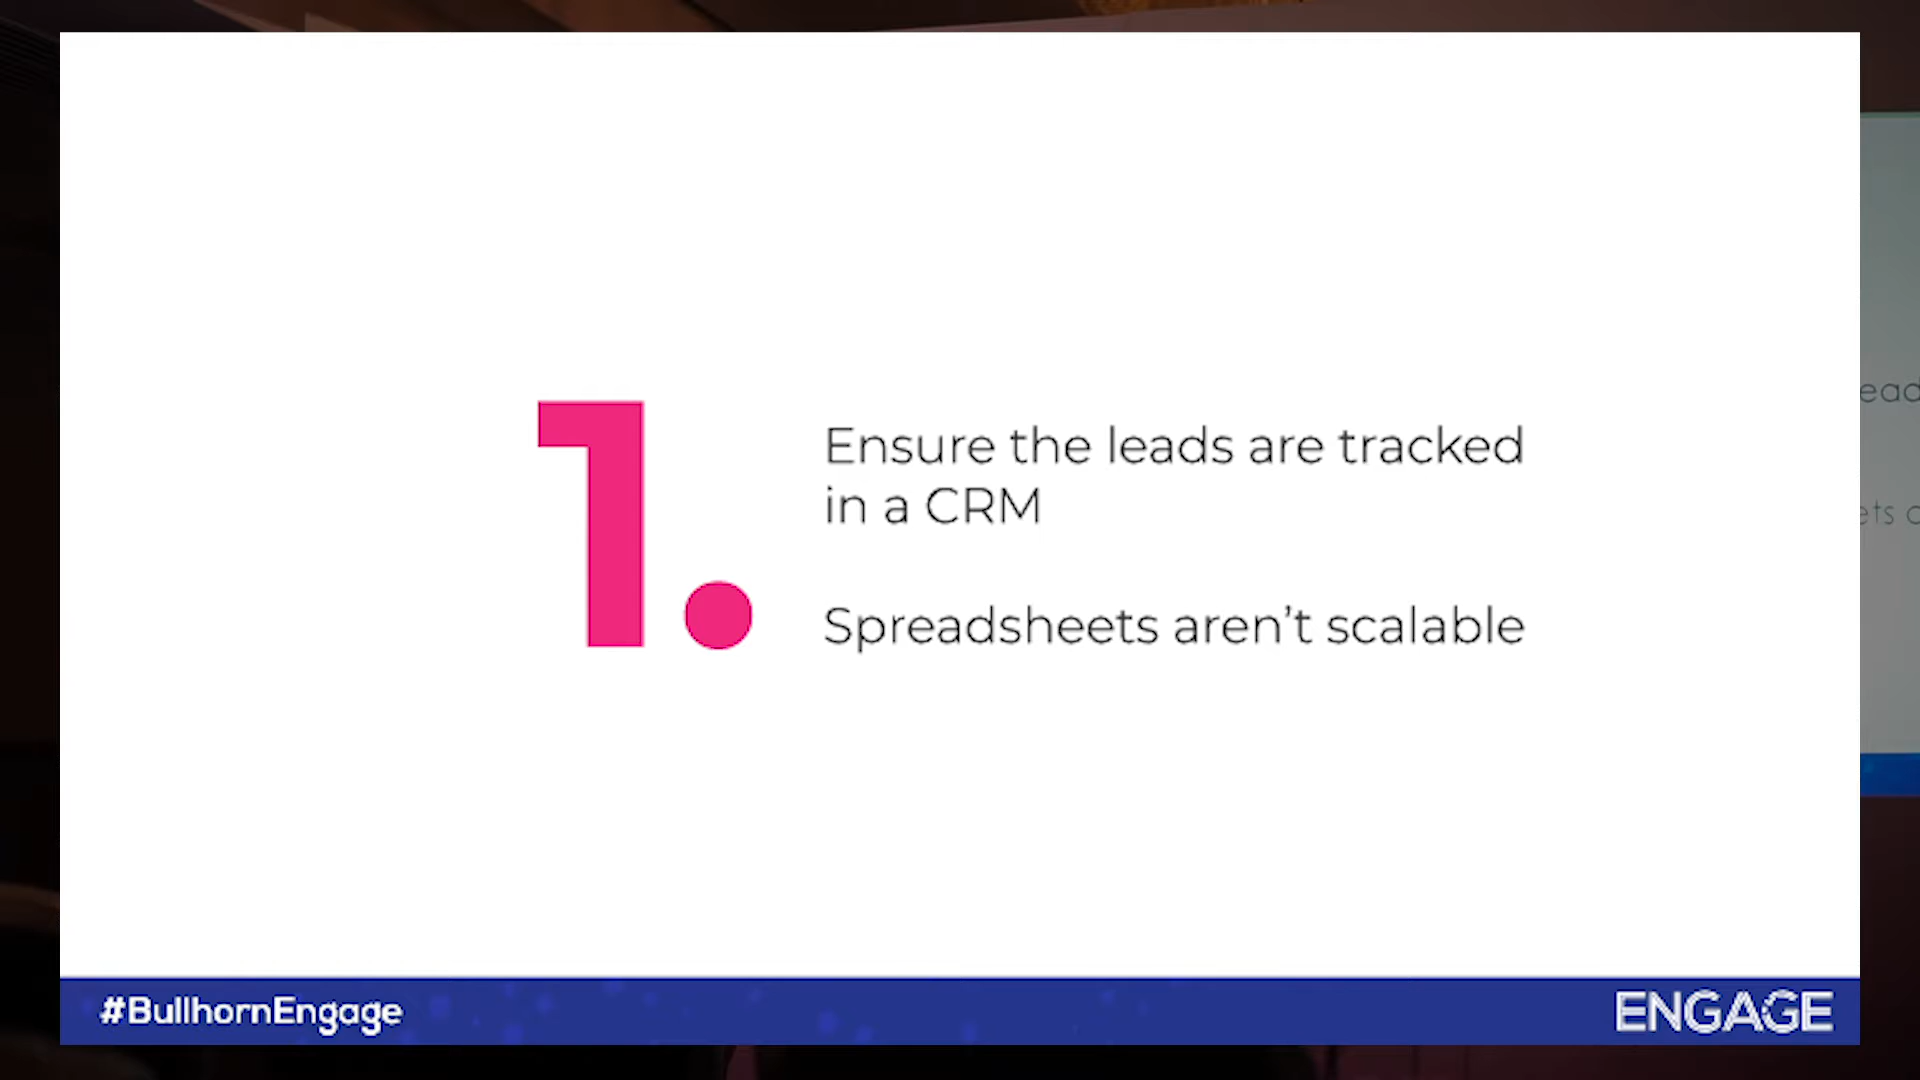 1.
Ensure the leads are tracked
in a CRM
Spreadsheets aren't scalable
#BullhornEngage
ENGAGE